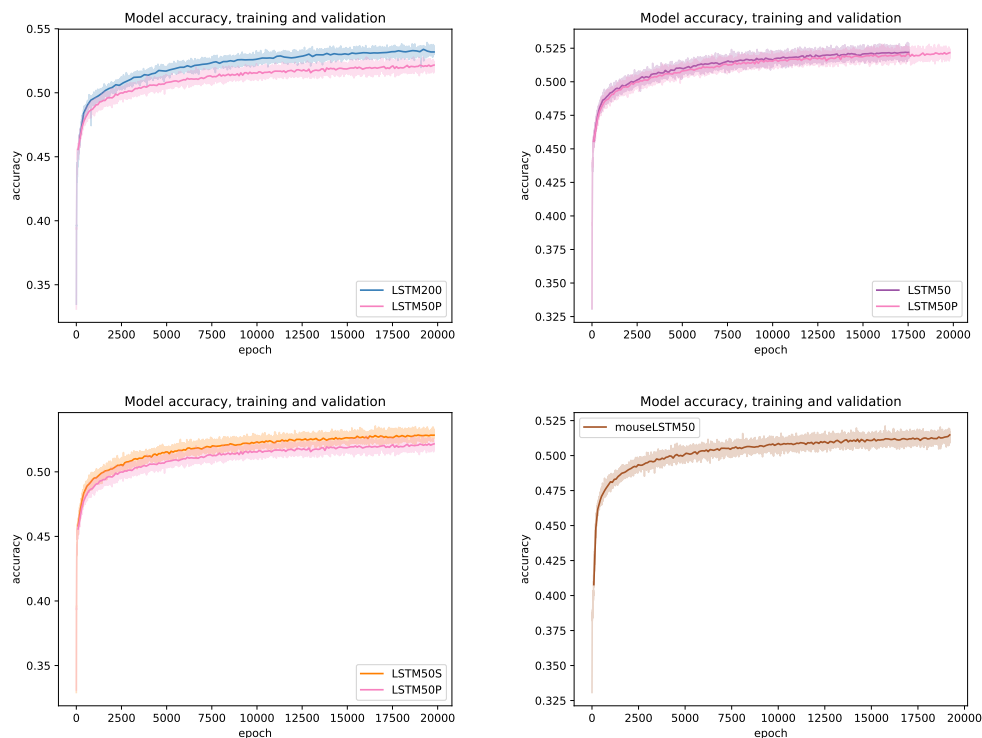 Model accuracy, training and validation
0.55
0.50
0.45
0.40
0.35
accuracy
LSTM200
LSTM50P
0 2500 5000 7500 10000 12500 15000 17500 20000
epoch
Model accuracy, training and validation
0.525
0.500
0.475
0.450
0.425
0.400
0.375
0.350
0.325
accuracy
LSTM50
LSTM50P
0 2500 5000 7500 10000 12500 15000 17500 20000
epoch
Model accuracy, training and validation
0.50
0.45
0.40
0.35
accuracy
LSTM50S
LSTM50P
0 2500 5000 7500 10000 12500 15000 17500 20000
epoch
Model accuracy, training and validation
mouseLSTM50
0.525
0.500
0.475
0.450
0.425
0.400
0.375
0.350
0.325
accuracy
0 2500 5000 7500 10000 12500 15000 17500 20000
epoch